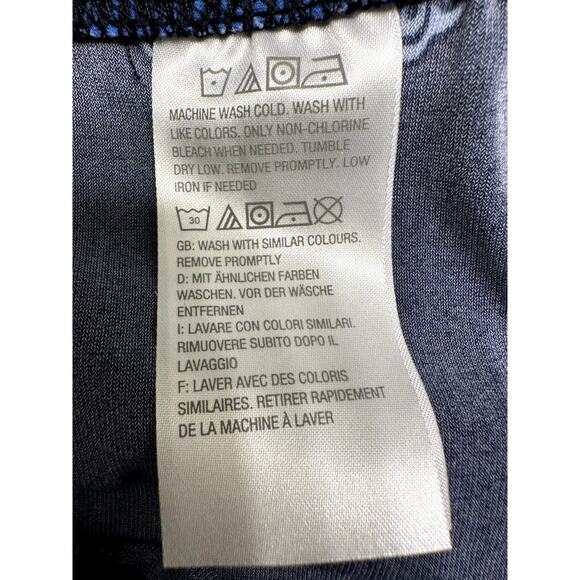 MACHINE WASH COLD. WASH WITH
LIKE COLORS. ONLY NON-CHLORINE
BLEACH WHEN NEEDED. TUMBLE
DRY LOW. REMOVE PROMPTLY. LOW
IRON IF NEEDED
30
GB: WASH WITH SIMILAR COLOURS.
REMOVE PROMPTLY
D: MIT ÄHNLICHEN FARBEN
WASCHEN. VOR DER WÄSCHE
ENTFERNEN
I: LAVARE CON COLORI SIMILARI.
RIMUOVERE SUBITO DOPO IL
LAVAGGIO
F: LAVER AVEC DES COLORIS
SIMILAIRES. RETIRER RAPIDEMENT
DE LA MACHINE À LAVER